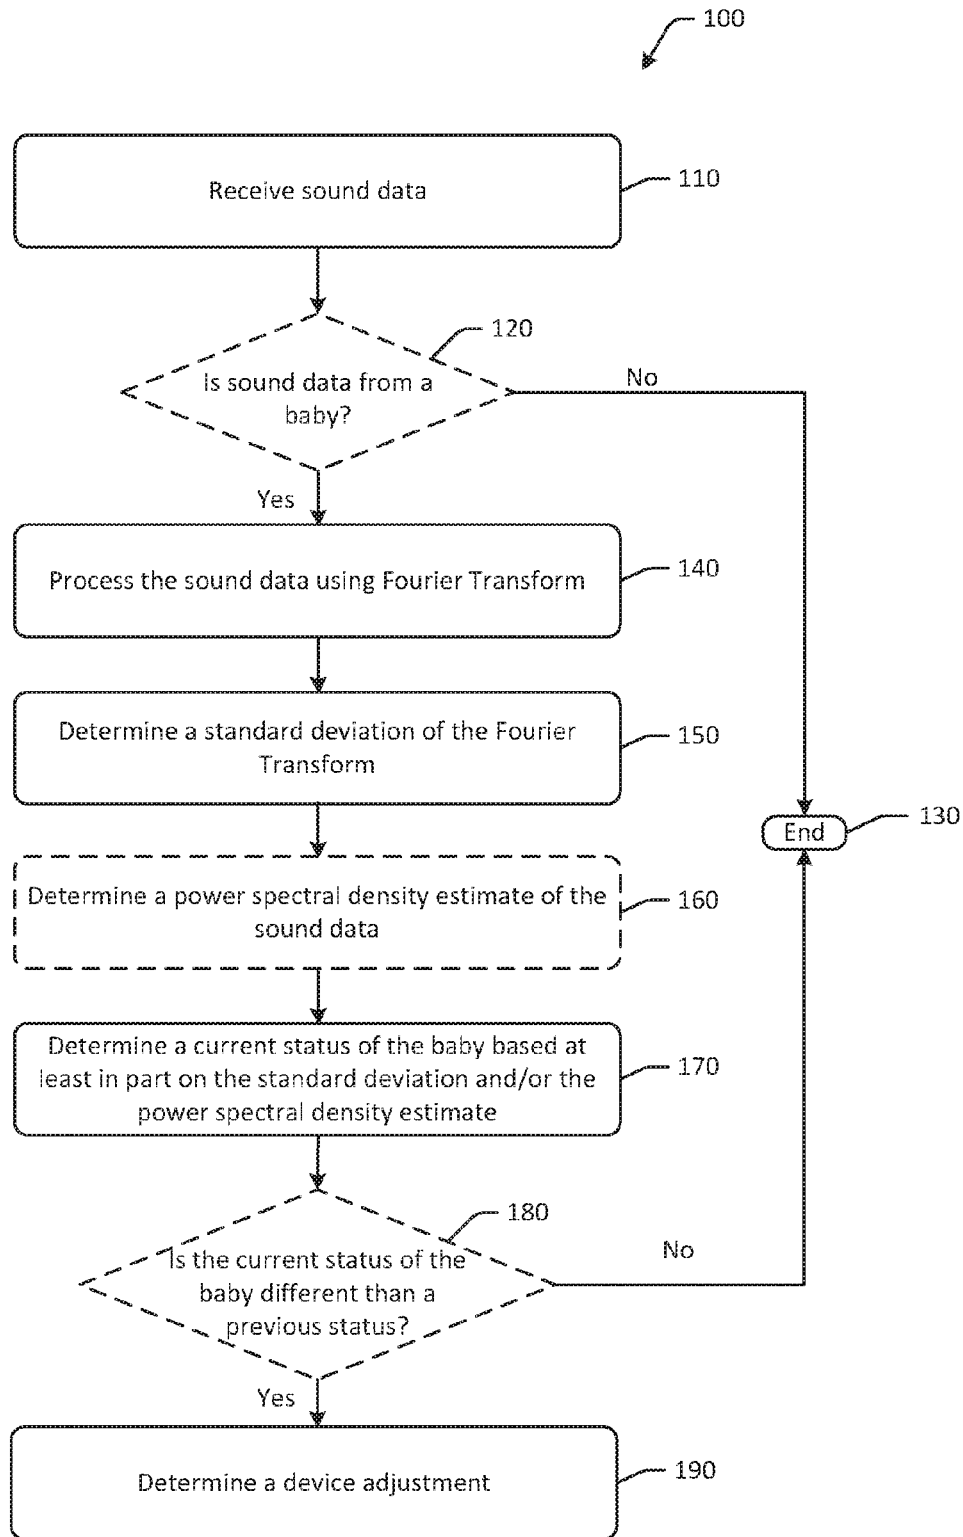 100
Receive sound data
110
120
Is sound data from a
baby?
No
Yes
Process the sound data using Fourier Transform
140
Determine a standard deviation of the Fourier
Transform
150
End
130
Determine a power spectral density estimate of the
sound data
160
Determine a current status of the baby based at
least in part on the standard deviation and/or the
power spectral density estimate
170
180
Is the current status of the
baby different than a
previous status?
No
Yes
Determine a device adjustment
190